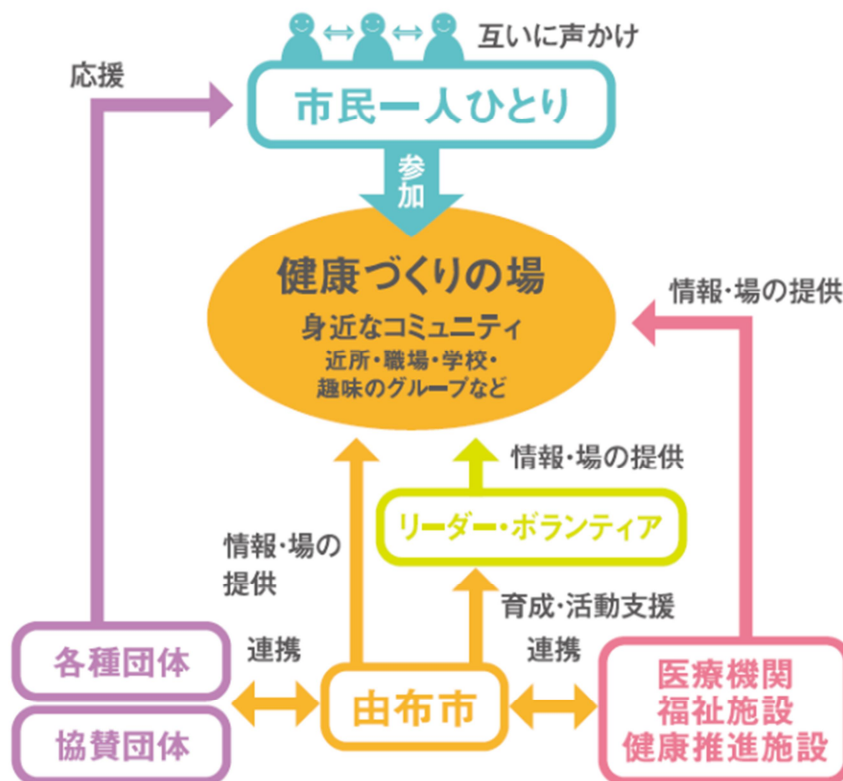 互いに声かけ
応援
市民一人ひとり
参加
健康づくりの場
身近なコミュニティ
近所・職場・学校・
趣味のグループなど
情報・場の提供
情報・場の提供
リーダー・ボランティア
情報・場の
提供
育成・活動支援
各種団体
協賛団体
連携
由布市
連携
医療機関
福祉施設
健康推進施設